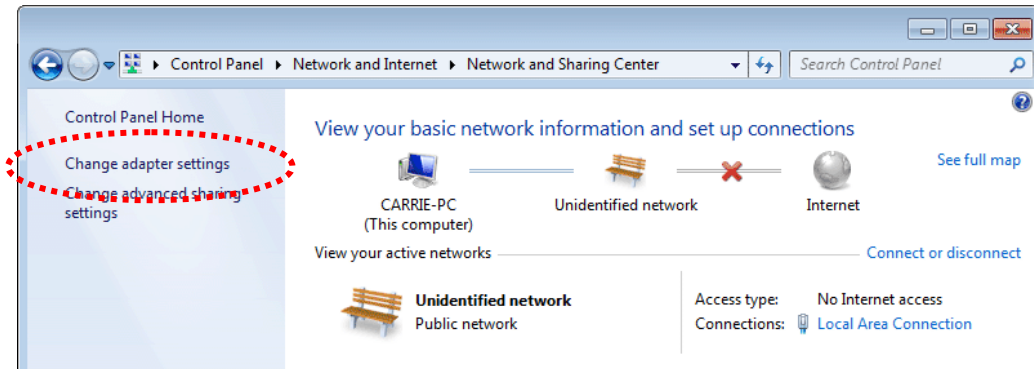 Control Panel Network and Internet Network and Sharing Center Search Control Panel
Control Panel Home
Change adapter settings
Change advanced sharing
settings
View your basic network information and set up connections
See full map
CARRIE-PC Unidentified network Internet
(This computer)
View your active networks Connect or disconnect
Unidentified network Access type: No Internet access
Public network Connections: Local Area Connection